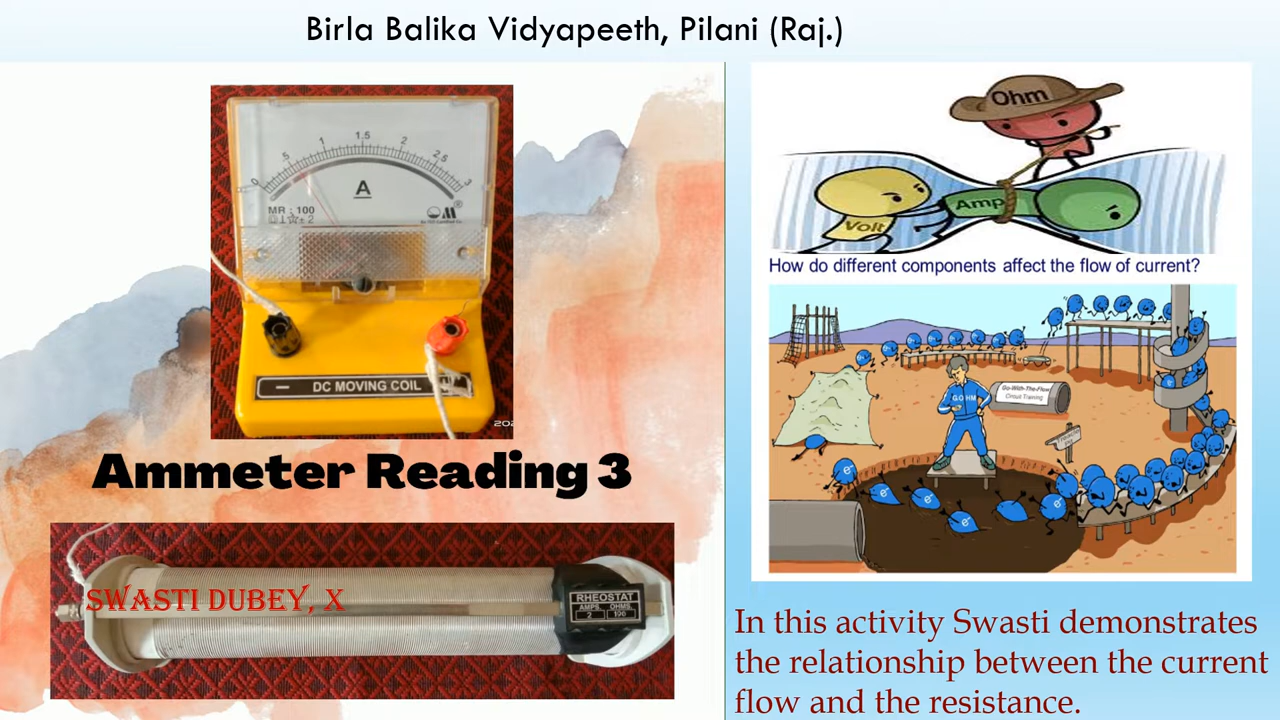 Birla Balika Vidyapeeth, Pilani (Raj.)
0 .5 1 1.5 2 2.5 3
A
MR : 100
M
DC MOVING COIL
Ammeter Reading 3
SWASTI DUBEY, X
RHEOSTAT
AMPS. OHMS.
2 100
Ohm
Volt
Amp
How do different components affect the flow of current?
G.OHM
Go-With-The-Flow
Circuit Training
e-
In this activity Swasti demonstrates
the relationship between the current
flow and the resistance.